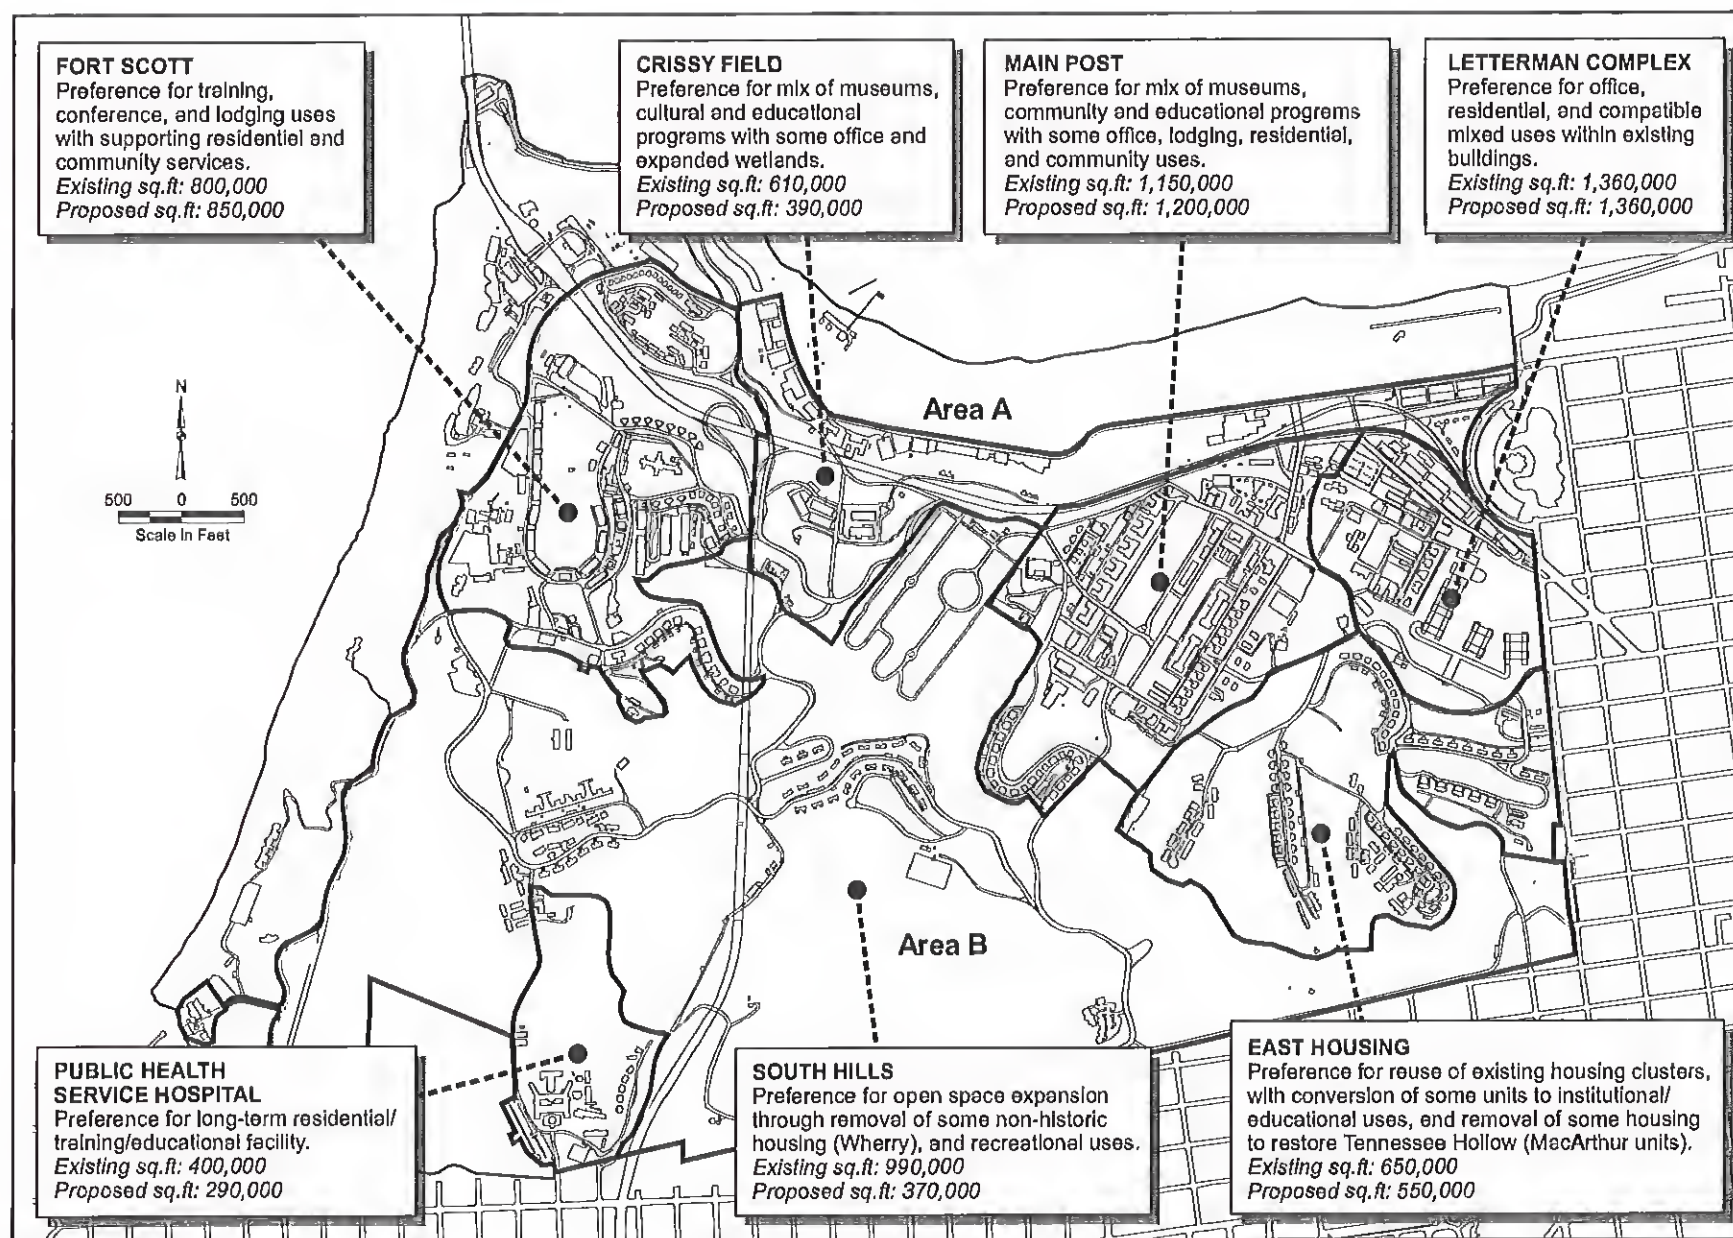 FORT SCOTT
Preference for training,
conference, and lodging uses
with supporting residential and
community services.
Existing sq.ft: 800,000
Proposed sq.ft: 850,000
CRISSY FIELD
Preference for mix of museums,
cultural and educational
programs with some office and
expanded wetlands.
Existing sq.ft: 610,000
Proposed sq.ft: 390,000
MAIN POST
Preference for mix of museums,
community and educational programs
with some office, lodging, residential,
and community uses.
Existing sq.ft: 1,150,000
Proposed sq.ft: 1,200,000
LETTERMAN COMPLEX
Preference for office,
residential, and compatible
mixed uses within existing
buildings.
Existing sq.ft: 1,360,000
Proposed sq.ft: 1,360,000
N
500 0 500
Scale In Feet
Area A
Area B
PUBLIC HEALTH
SERVICE HOSPITAL
Preference for long-term residential/
training/educational facility.
Existing sq.ft: 400,000
Proposed sq.ft: 290,000
SOUTH HILLS
Preference for open space expansion
through removal of some non-historic
housing (Wherry), and recreational uses.
Existing sq.ft: 990,000
Proposed sq.ft: 370,000
EAST HOUSING
Preference for reuse of existing housing clusters,
with conversion of some units to institutional/
educational uses, and removal of some housing
to restore Tennessee Hollow (MacArthur units).
Existing sq.ft: 650,000
Proposed sq.ft: 550,000